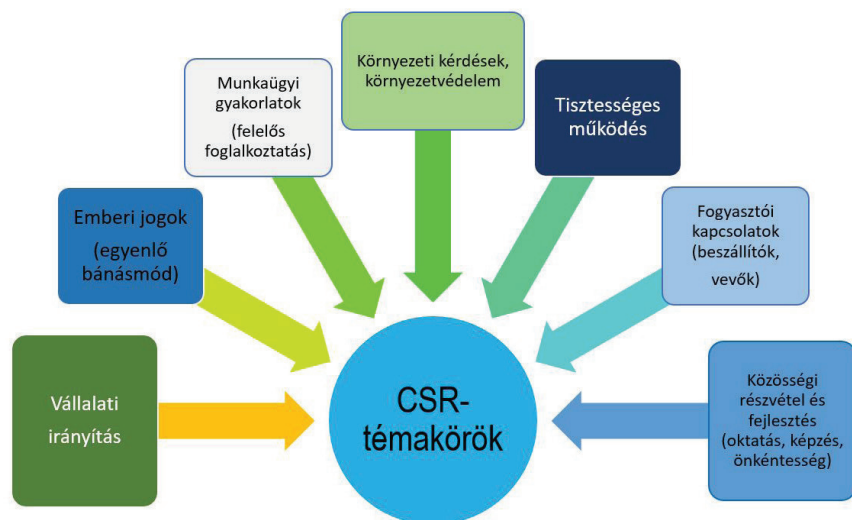 Vállalati
irányítás
Emberi jogok
(egyenlő
bánásmód)
Munkaügyi
gyakorlatok
(felelős
foglalkoztatás)
Környezeti kérdések,
környezetvédelem
Tisztességes
működés
Fogyasztói
kapcsolatok
(beszállítók,
vevők)
Közösségi
részvétel és
fejlesztés
(oktatás, képzés,
önkéntesség)
CSR-
témakörök